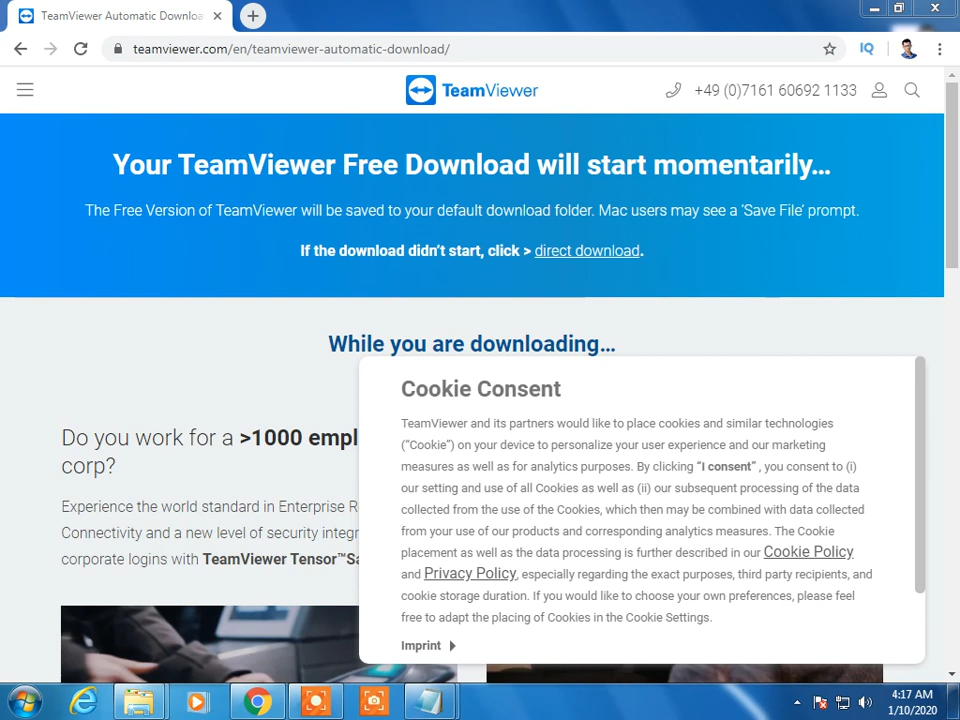 TeamViewer Automatic Downloa
teamviewer.com/en/teamviewer-automatic-download/
IQ
TeamViewer
+49 (0)7161 60692 1133
Your TeamViewer Free Download will start momentarily...
The Free Version of TeamViewer will be saved to your default download folder. Mac users may see a 'Save File' prompt.
If the download didn't start, click > direct download.
While you are downloading...
Do you work for a >1000 empl
corp?
Experience the world standard in Enterprise R
Connectivity and a new level of security integ
corporate logins with TeamViewer Tensor™Sa
Cookie Consent
TeamViewer and its partners would like to place cookies and similar technologies
("Cookie") on your device to personalize your user experience and our marketing
measures as well as for analytics purposes. By clicking "I consent" , you consent to (i)
our setting and use of all Cookies as well as (ii) our subsequent processing of the data
collected from the use of the Cookies, which then may be combined with data collected
from your use of our products and corresponding analytics measures. The Cookie
placement as well as the data processing is further described in our Cookie Policy
and Privacy Policy, especially regarding the exact purposes, third party recipients, and
cookie storage duration. If you would like to choose your own preferences, please feel
free to adapt the placing of Cookies in the Cookie Settings.
Imprint
4:17 AM
1/10/2020